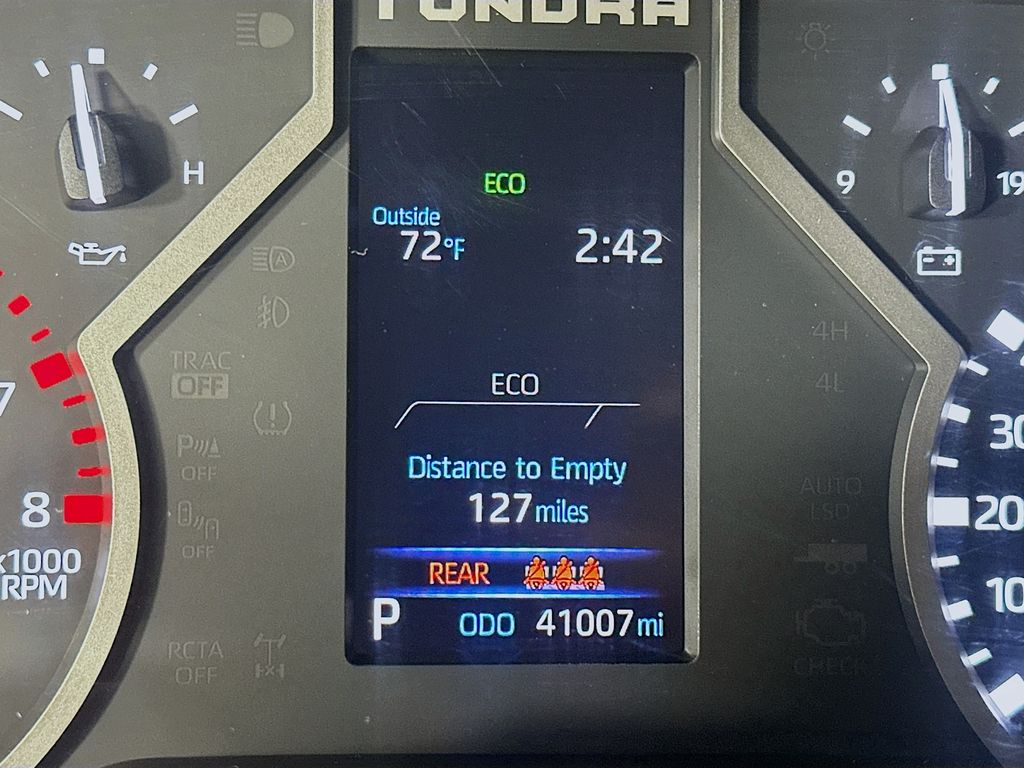 TUNDRA
H
9
19
ECO
Outside
72°F
2:42
TRAC
OFF
4H
4L
ECO
7
P
OFF
30
Distance to Empty
127 miles
AUTO
LSD
8
20
OFF
x1000
RPM
REAR
10
P
ODO 41007 mi
RCTA
OFF
CHECK